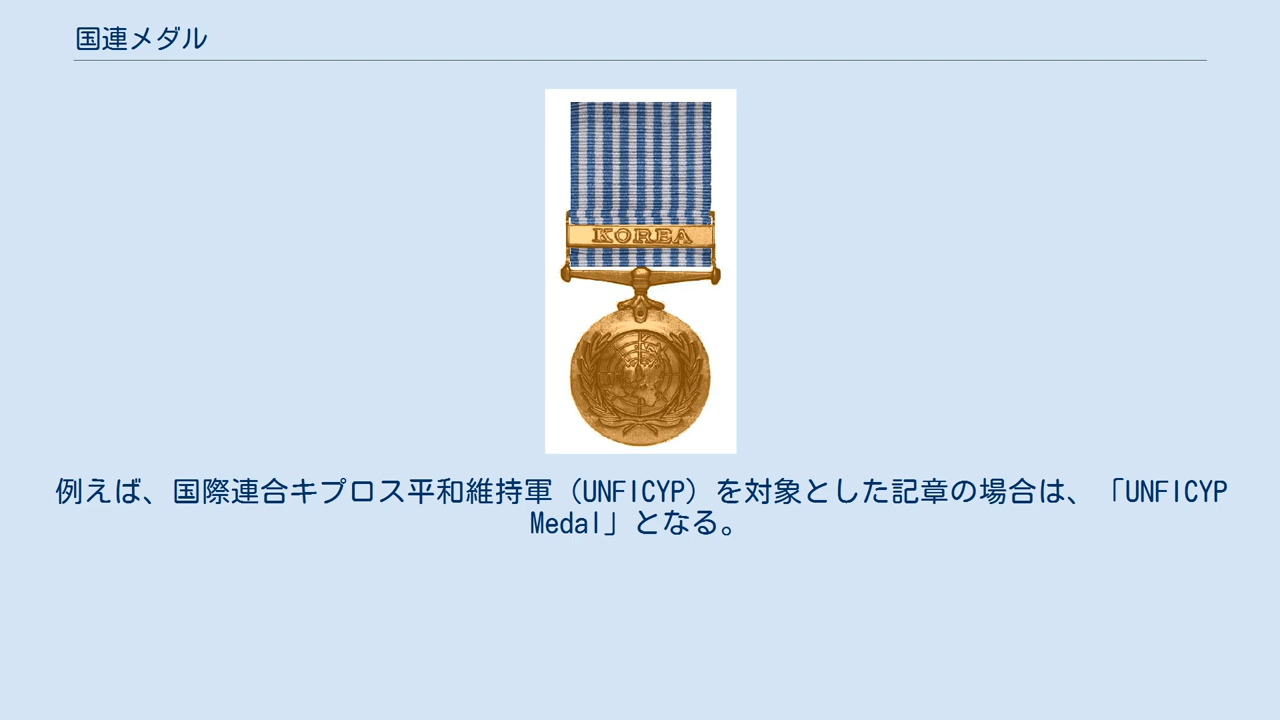 国連メダル
KOREA
例えば、国際連合キプロス平和維持軍（UNFICYP）を対象とした記章の場合は、「UNFICYP
Medal」となる。